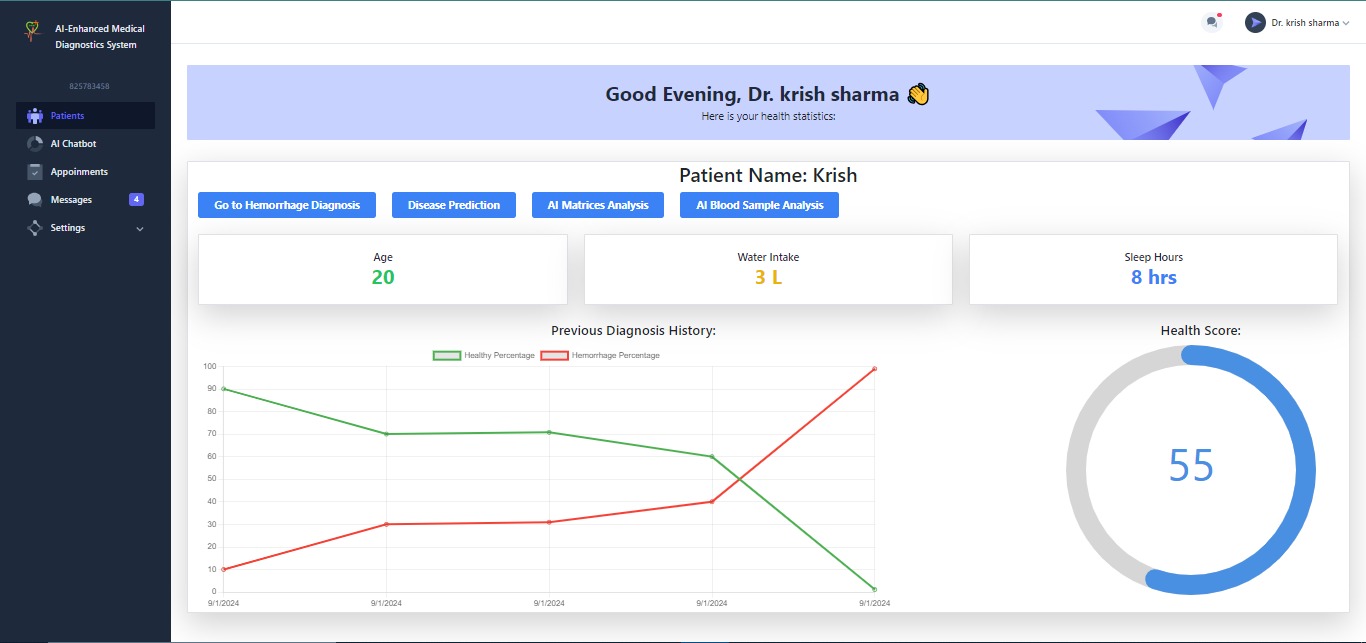 AI-Enhanced Medical
Diagnostics System
825783458
Patients
AI Chatbot
Appoinments
Messages
4
Settings
Dr. krish sharma
Good Evening, Dr. krish sharma 👋
Here is your health statistics:
Patient Name: Krish
Go to Hemorrhage Diagnosis
Disease Prediction
AI Matrices Analysis
AI Blood Sample Analysis
Age
20
Water Intake
3 L
Sleep Hours
8 hrs
Previous Diagnosis History:
Healthy Percentage
Hemorrhage Percentage
100
90
80
70
60
50
40
30
20
10
0
9/1/2024
9/1/2024
9/1/2024
9/1/2024
9/1/2024
Health Score:
55